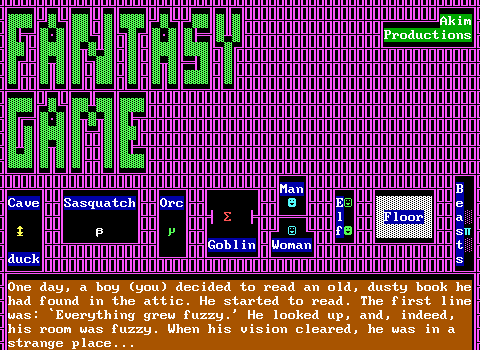 FANTASY
Akim
Productions
GAME
Cave
duck
Sasquatch
β
Orc
μ
Σ
Goblin
Man
Woman
Elf
Floor
Beasts
π
One day, a boy (you) decided to read an old, dusty book he
had found in the attic. He started to read. The first line
was: `Everything grew fuzzy.' He looked up, and, indeed,
his room was fuzzy. When his vision cleared, he was in a
strange place...